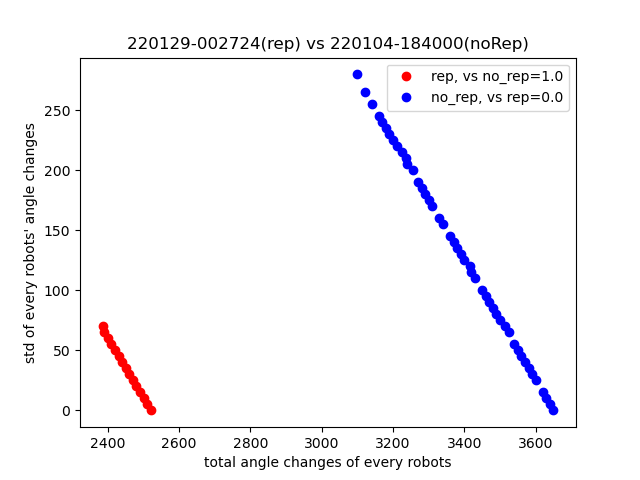 220129-002724(rep) vs 220104-184000(noRep)
rep, vs no_rep=1.0
no_rep, vs rep=0.0
std of every robots' angle changes
250
200
150
100
50
0
2400 2600 2800 3000 3200 3400 3600
total angle changes of every robots